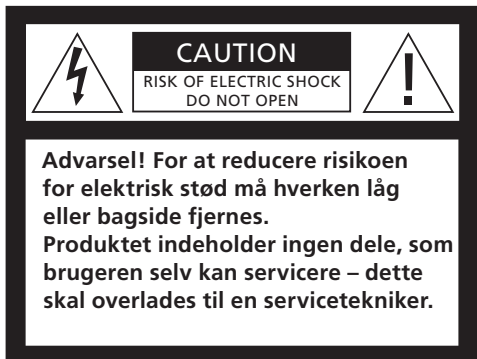 CAUTION
RISK OF ELECTRIC SHOCK
DO NOT OPEN
!
Advarsel! For at reducere risikoen
for elektrisk stød må hverken låg
eller bagside fjernes.
Produktet indeholder ingen dele, som
brugeren selv kan servicere – dette
skal overlades til en servicetekniker.